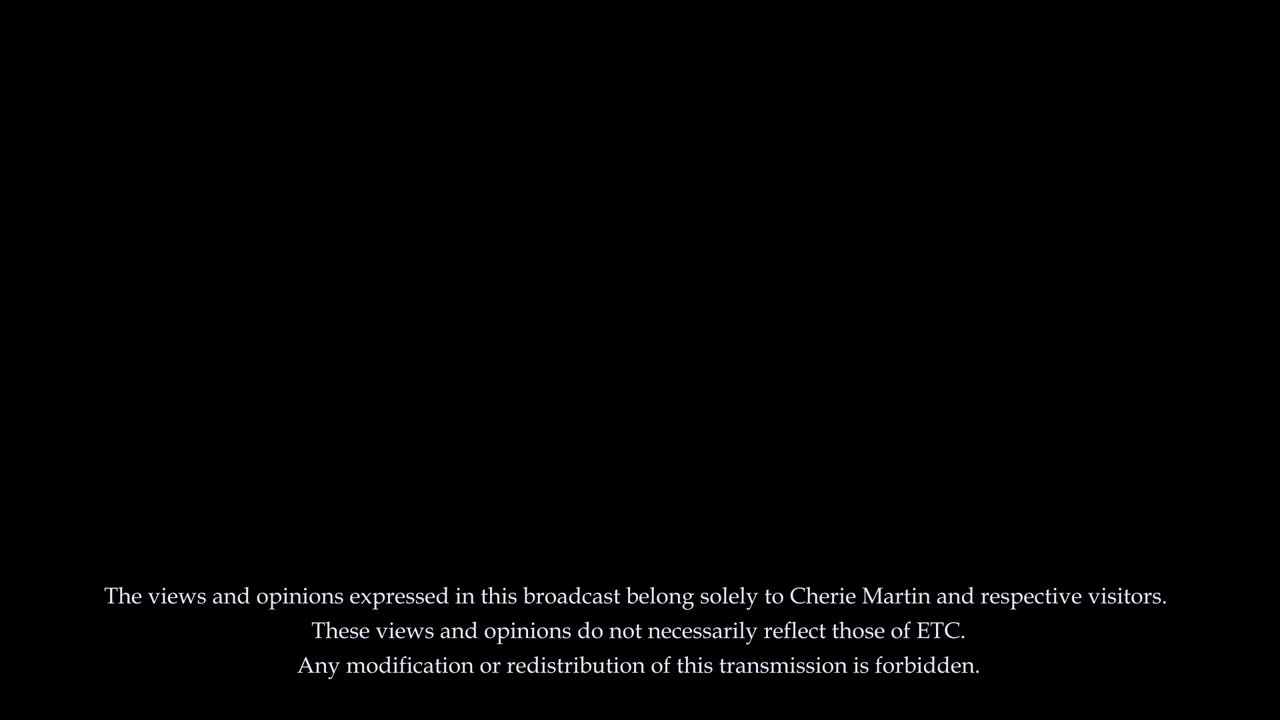 The views and opinions expressed in this broadcast belong solely to Cherie Martin and respective visitors.
These views and opinions do not necessarily reflect those of ETC.
Any modification or redistribution of this transmission is forbidden.